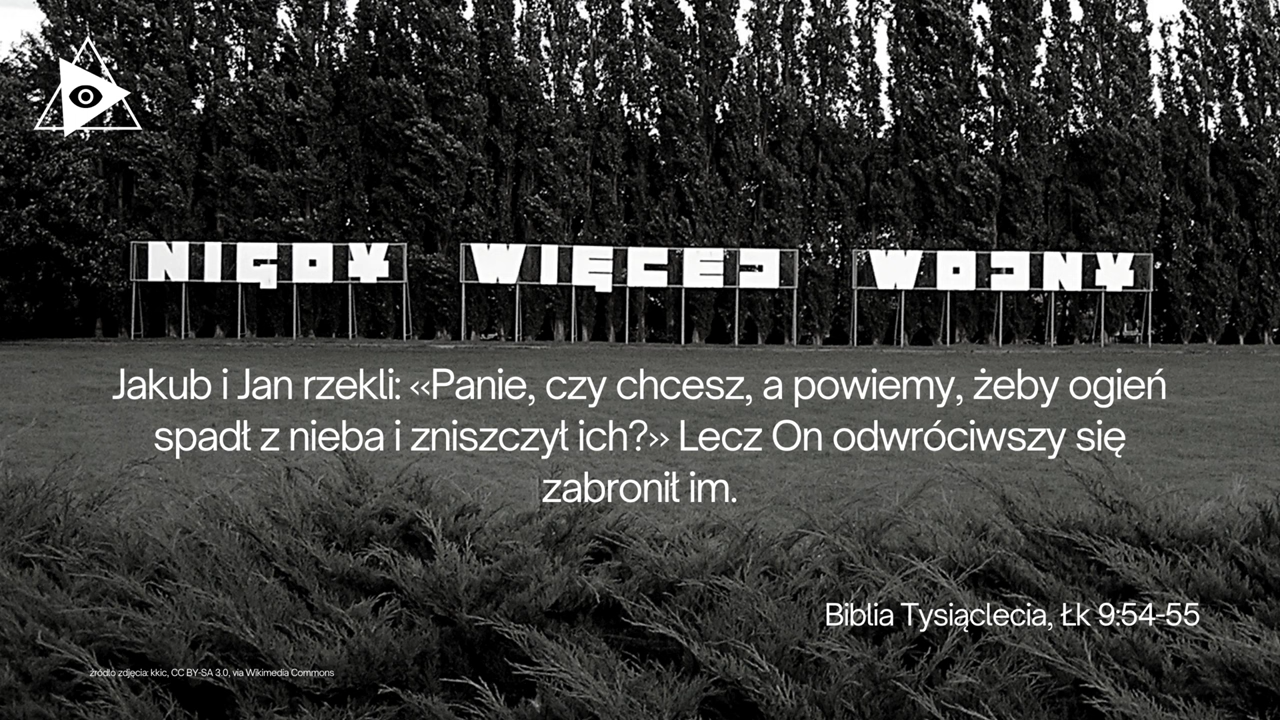 NIGDY WIĘCEJ WOJNY
Jakub i Jan rzekli: «Panie, czy chcesz, a powiemy, żeby ogień
spadł z nieba i zniszczył ich?» Lecz On odwróciwszy się
zabronił im.
Biblia Tysiąclecia, Łk 9:54-55
źródło zdjęcia: kkic, CC BY-SA 3.0, via Wikimedia Commons